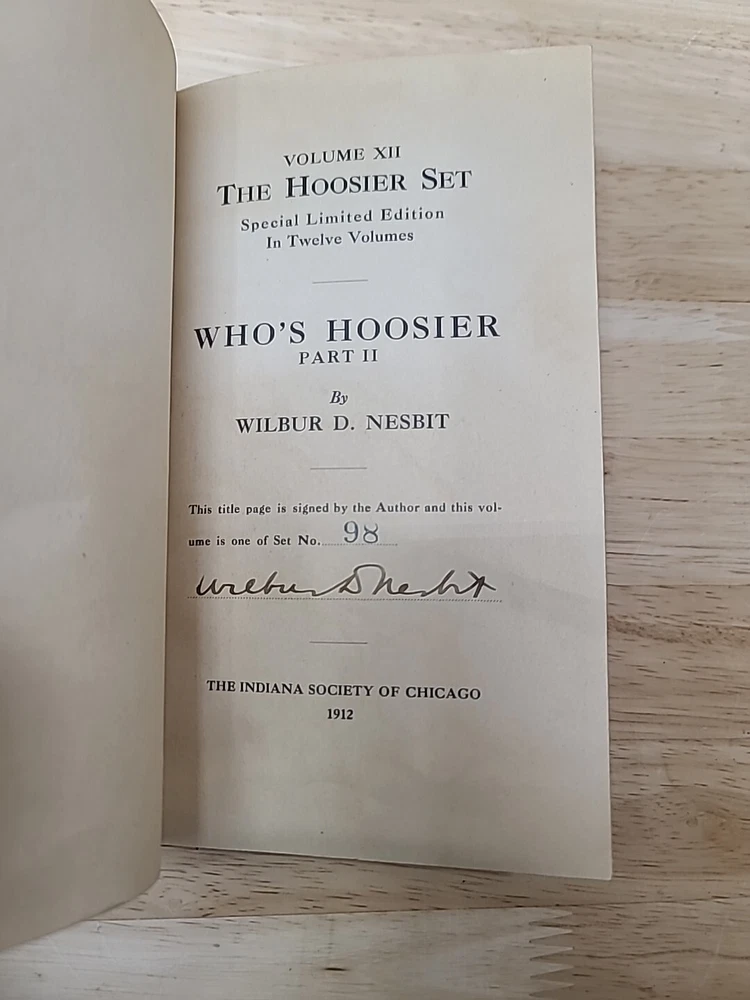 VOLUME XII
THE HOOSIER SET
Special Limited Edition
In Twelve Volumes
WHO'S HOOSIER
PART II
By
WILBUR D. NESBIT
This title page is signed by the Author and this vol-
ume is one of Set No. 98
Wilbur D Nesbit
THE INDIANA SOCIETY OF CHICAGO
1912